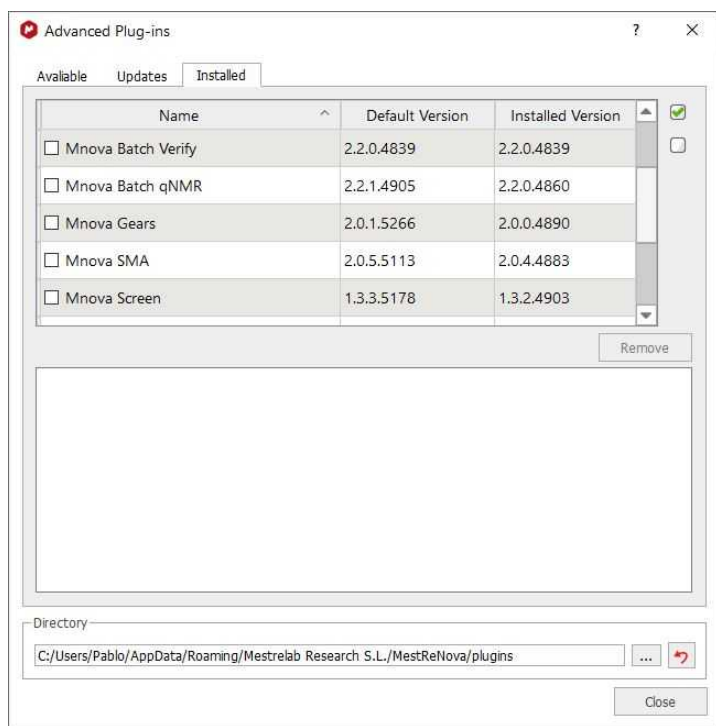 Advanced Plug-ins ? X
Avaliable Updates Installed
Name Default Version Installed Version
Mnova Batch Verify 2.2.0.4839 2.2.0.4839
Mnova Batch qNMR 2.2.1.4905 2.2.0.4860
Mnova Gears 2.0.1.5266 2.0.0.4890
Mnova SMA 2.0.5.5113 2.0.4.4883
Mnova Screen 1.3.3.5178 1.3.2.4903
Remove
Directory
C:/Users/Pablo/AppData/Roaming/Mestrelab Research S.L./MestReNova/plugins ...
Close